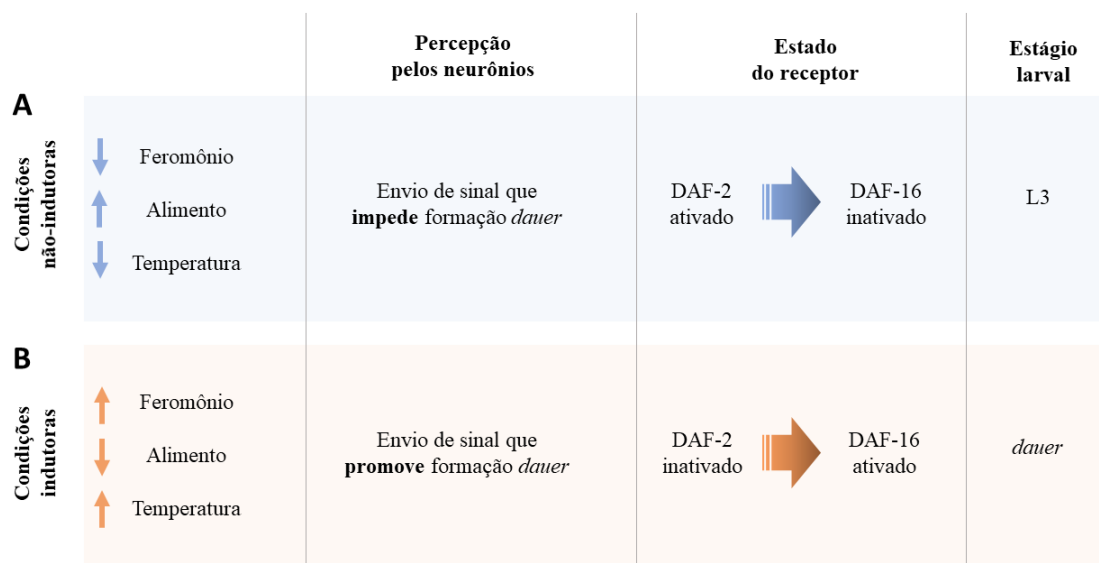 Percepção
pelos neurônios
Estado
do receptor
Estágio
larval
A
Condições
não-indutoras
Feromônio
Alimento
Temperatura
Envio de sinal que
impede formação dauer
DAF-2
ativado
DAF-16
inativado
L3
B
Condições
indutoras
Feromônio
Alimento
Temperatura
Envio de sinal que
promove formação dauer
DAF-2
inativado
DAF-16
ativado
dauer